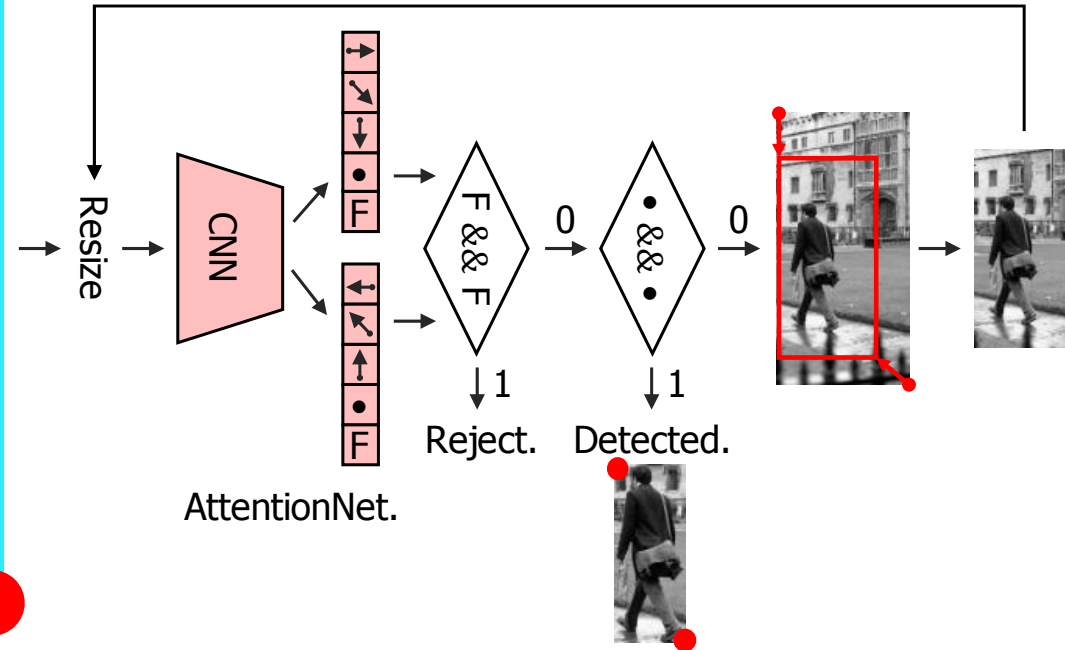 Resize
CNN
F
F
F && F
● && ●
0
0
1
1
Reject.
Detected.
AttentionNet.